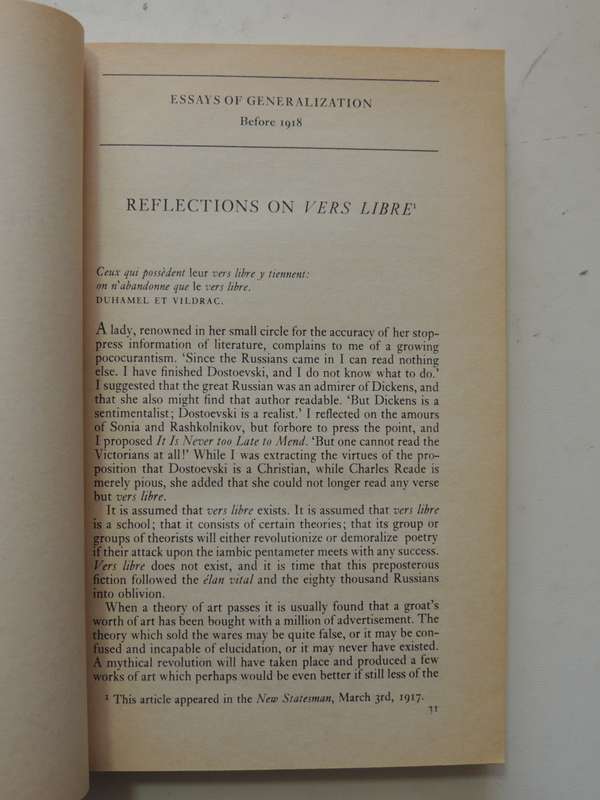 ESSAYS OF GENERALIZATION
Before 1918
REFLECTIONS ON VERS LIBRE¹
Ceux qui possèdent leur vers libre y tiennent:
on n'abandonne que le vers libre.
DUHAMEL ET VILDRAC.
A lady, renowned in her small circle for the accuracy of her stop-
press information of literature, complains to me of a growing
pococurantism. 'Since the Russians came in I can read nothing
else. I have finished Dostoevski, and I do not know what to do.'
I suggested that the great Russian was an admirer of Dickens, and
that she also might find that author readable. 'But Dickens is a
sentimentalist; Dostoevski is a realist.' I reflected on the amours
of Sonia and Rashkolnikov, but forbore to press the point, and
I proposed It Is Never too Late to Mend. 'But one cannot read the
Victorians at all!' While I was extracting the virtues of the pro-
position that Dostoevski is a Christian, while Charles Reade is
merely pious, she added that she could not longer read any verse
but vers libre.
It is assumed that vers libre exists. It is assumed that vers libre
is a school; that it consists of certain theories; that its group or
groups of theorists will either revolutionize or demoralize poetry
if their attack upon the iambic pentameter meets with any success.
Vers libre does not exist, and it is time that this preposterous
fiction followed the élan vital and the eighty thousand Russians
into oblivion.
When a theory of art passes it is usually found that a groat's
worth of art has been bought with a million of advertisement. The
theory which sold the wares may be quite false, or it may be con-
fused and incapable of elucidation, or it may never have existed.
A mythical revolution will have taken place and produced a few
works of art which perhaps would be even better if still less of the
¹ This article appeared in the New Statesman, March 3rd, 1917.
31